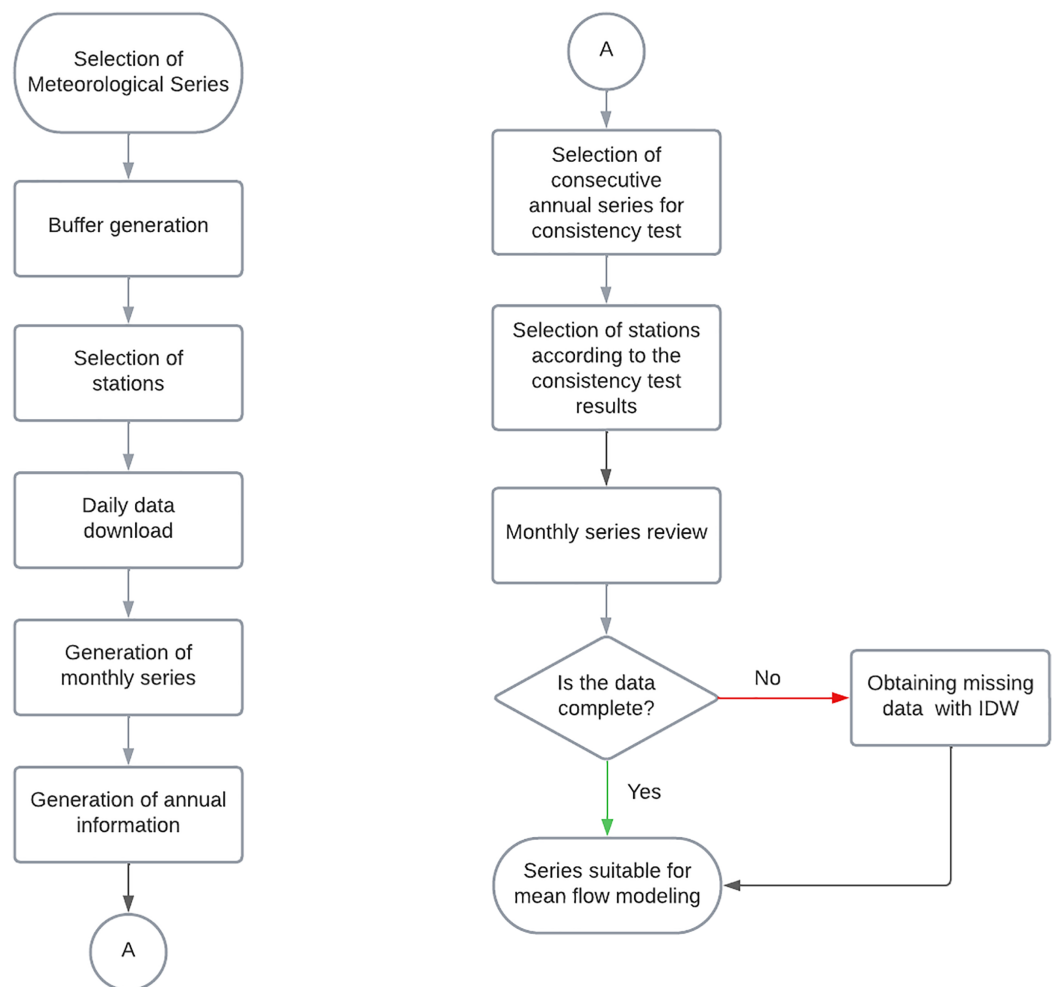 Selection of
Meteorological Series
Buffer generation
Selection of
stations
Daily data
download
Generation of
monthly series
Generation of annual
information
A
A
Selection of
consecutive
annual series for
consistency test
Selection of stations
according to the
consistency test
results
Monthly series review
Is the data
complete?
No
Obtaining missing
data with IDW
Yes
Series suitable for
mean flow modeling